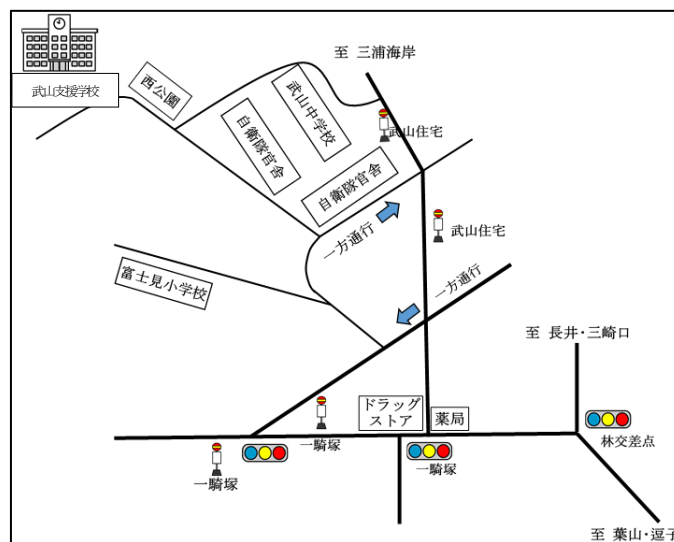 至 三浦海岸
武山支援学校
西公園
武山中学校
自衛隊官舎
武山住宅
自衛隊官舎
一方通行
武山住宅
富士見小学校
一方通行
至 長井・三崎口
ドラッグ
ストア
薬局
林交差点
一騎塚
一騎塚
一騎塚
至 葉山・逗子